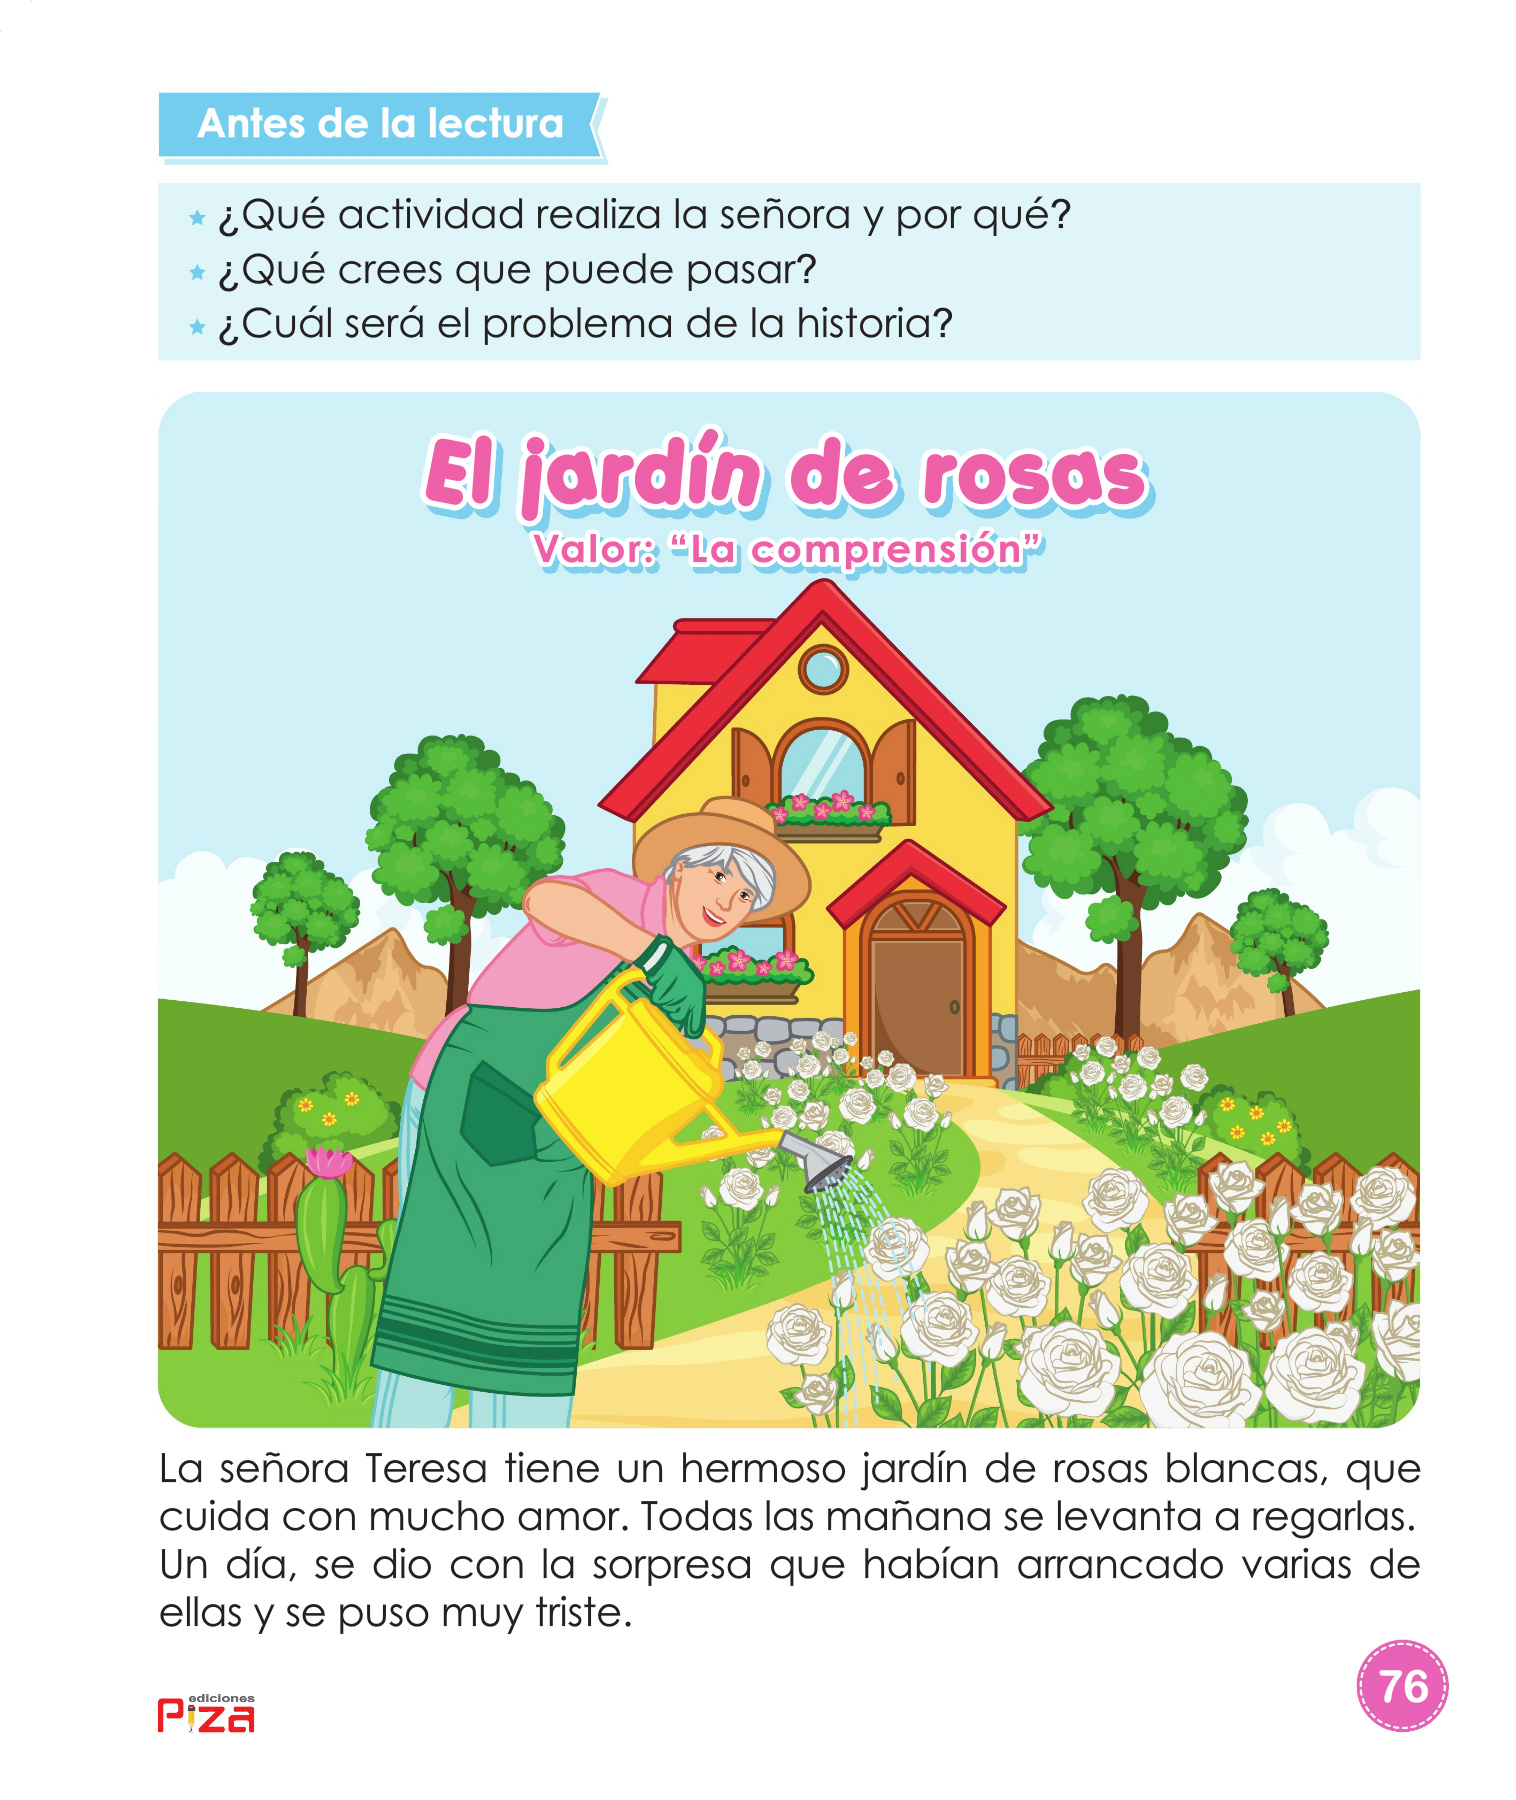 Antes de la lectura
¿Qué actividad realiza la señora y por qué?
¿Qué crees que puede pasar?
¿Cuál será el problema de la historia?
El jardín de rosas
Valor: “La comprensión”
La señora Teresa tiene un hermoso jardín de rosas blancas, que
cuida con mucho amor. Todas las mañana se levanta a regarlas.
Un día, se dio con la sorpresa que habían arrancado varias de
ellas y se puso muy triste.
ediciones
Piza
76